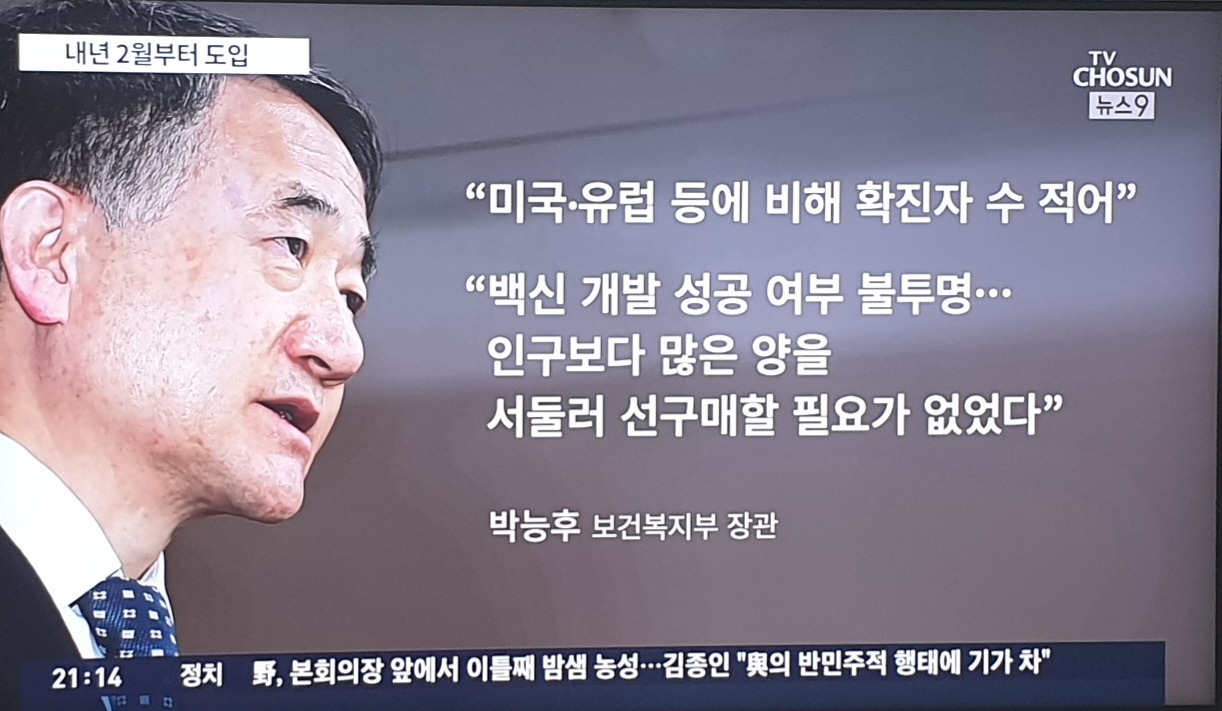 내년 2월부터 도입
TV
CHOSUN
뉴스9
“미국·유럽 등에 비해 확진자 수 적어”
“백신 개발 성공 여부 불투명…
인구보다 많은 양을
서둘러 선구매할 필요가 없었다”
박능후 보건복지부 장관
21:14 정치 野, 본회의장 앞에서 이틀째 밤샘 농성…김종인 "與의 반민주적 행태에 기가 차"